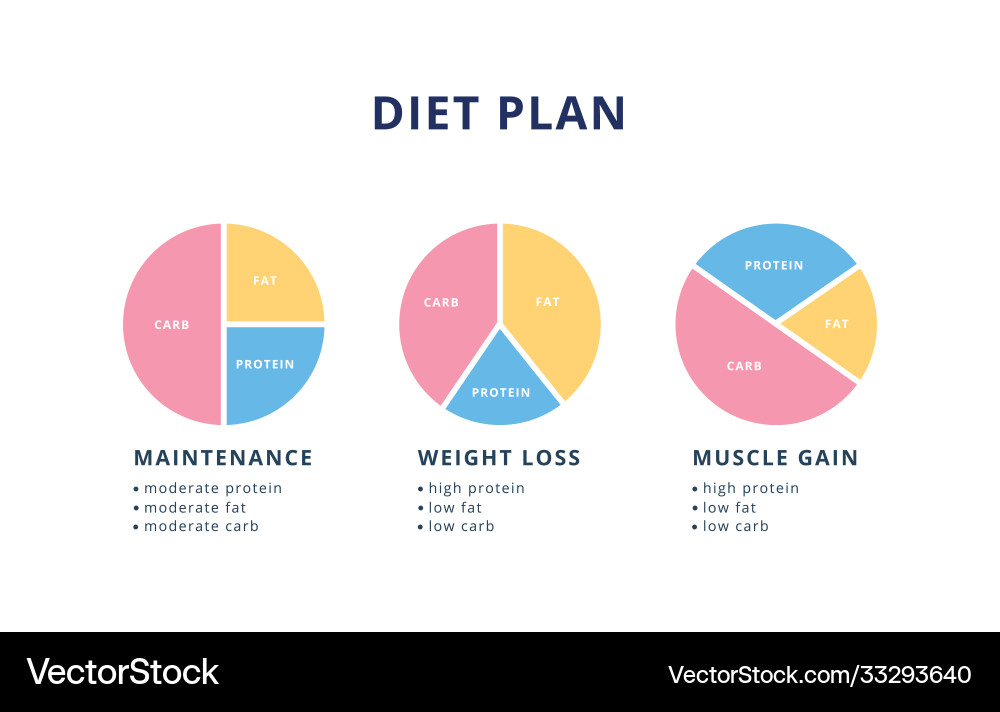 DIET PLAN
CARB
FAT
PROTEIN
CARB
FAT
PROTEIN
PROTEIN
FAT
CARB
MAINTENANCE
• moderate protein
• moderate fat
• moderate carb
WEIGHT LOSS
• high protein
• low fat
• low carb
MUSCLE GAIN
• high protein
• low fat
• low carb
VectorStock
VectorStock.com/33293640